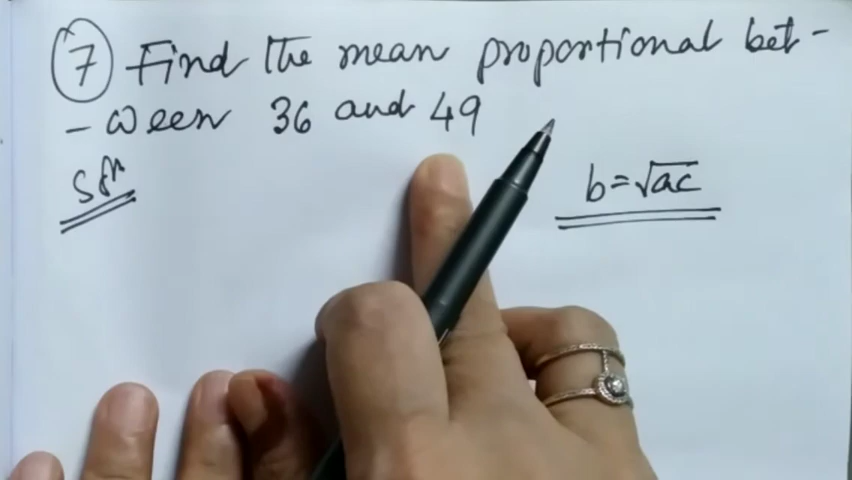 7 Find the mean proportional bet-
-ween 36 and 49
Sol
b=√ac